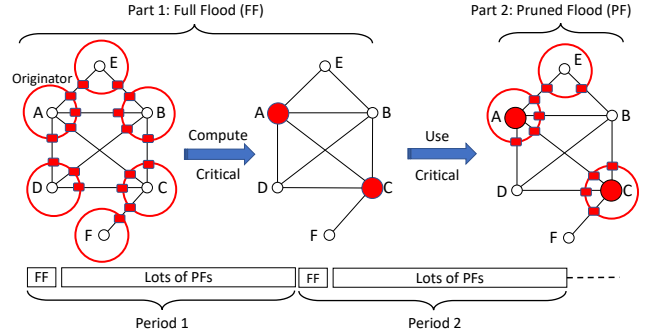 Part 1: Full Flood (FF)
Part 2: Pruned Flood (PF)
Originator
E
A
B
D
C
F
Compute
Critical
E
A
B
D
C
F
Use
Critical
E
A
B
D
C
F
FF
Lots of PFs
FF
Lots of PFs
Period 1
Period 2